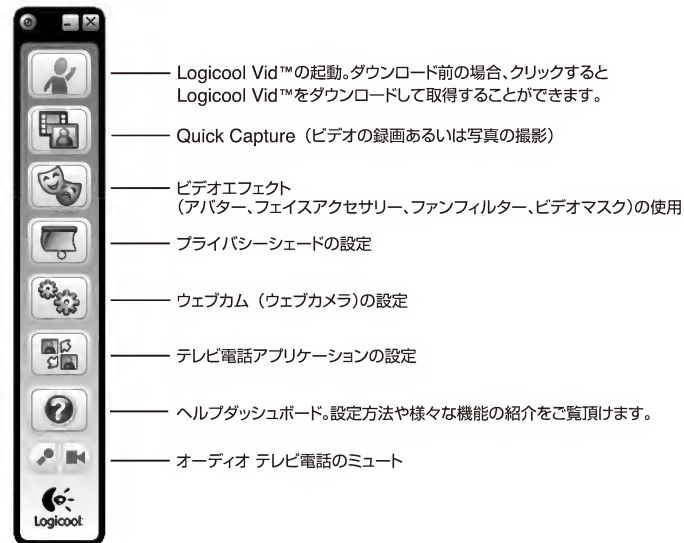 Logicool Vid™の起動。ダウンロード前の場合、クリックすると
Logicool Vid™をダウンロードして取得することができます。
Quick Capture（ビデオの録画あるいは写真の撮影）
ビデオエフェクト
（アバター、フェイスアクセサリー、ファンフィルター、ビデオマスク）の使用
プライバシーシェードの設定
ウェブカム（ウェブカメラ）の設定
テレビ電話アプリケーションの設定
?
ヘルプダッシュボード。設定方法や様々な機能の紹介をご覧頂けます。
オーディオ テレビ電話のミュート
Logicool